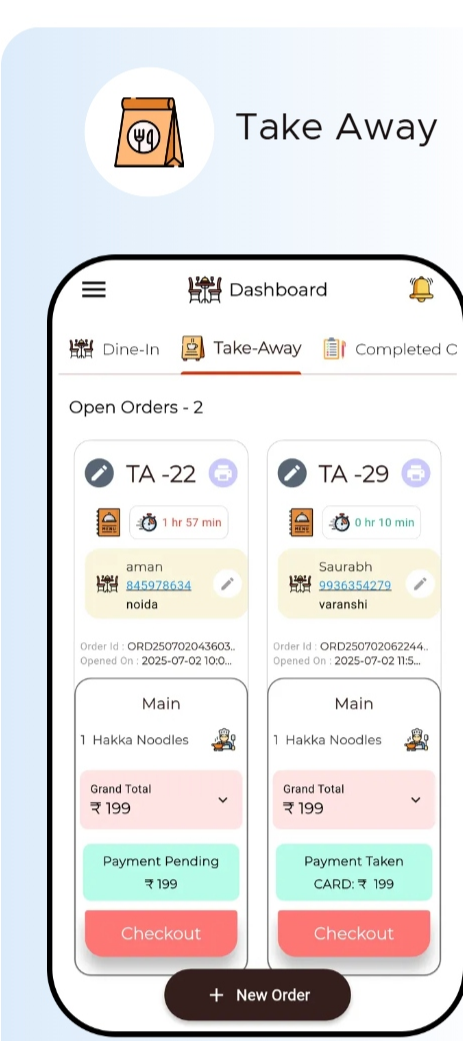 Take Away
Dashboard
Dine-In Take-Away Completed C
Open Orders - 2
TA -22
MENU
1 hr 57 min
aman
845978634
noida
Order Id : ORD250702043603..
Opened On : 2025-07-02 10:0...
Main
1 Hakka Noodles
Grand Total
₹ 199
Payment Pending
₹ 199
Checkout
TA -29
MENU
0 hr 10 min
Saurabh
9936354279
varanshi
Order Id : ORD250702062244..
Opened On : 2025-07-02 11:5...
Main
1 Hakka Noodles
Grand Total
₹ 199
Payment Taken
CARD: ₹ 199
Checkout
+ New Order